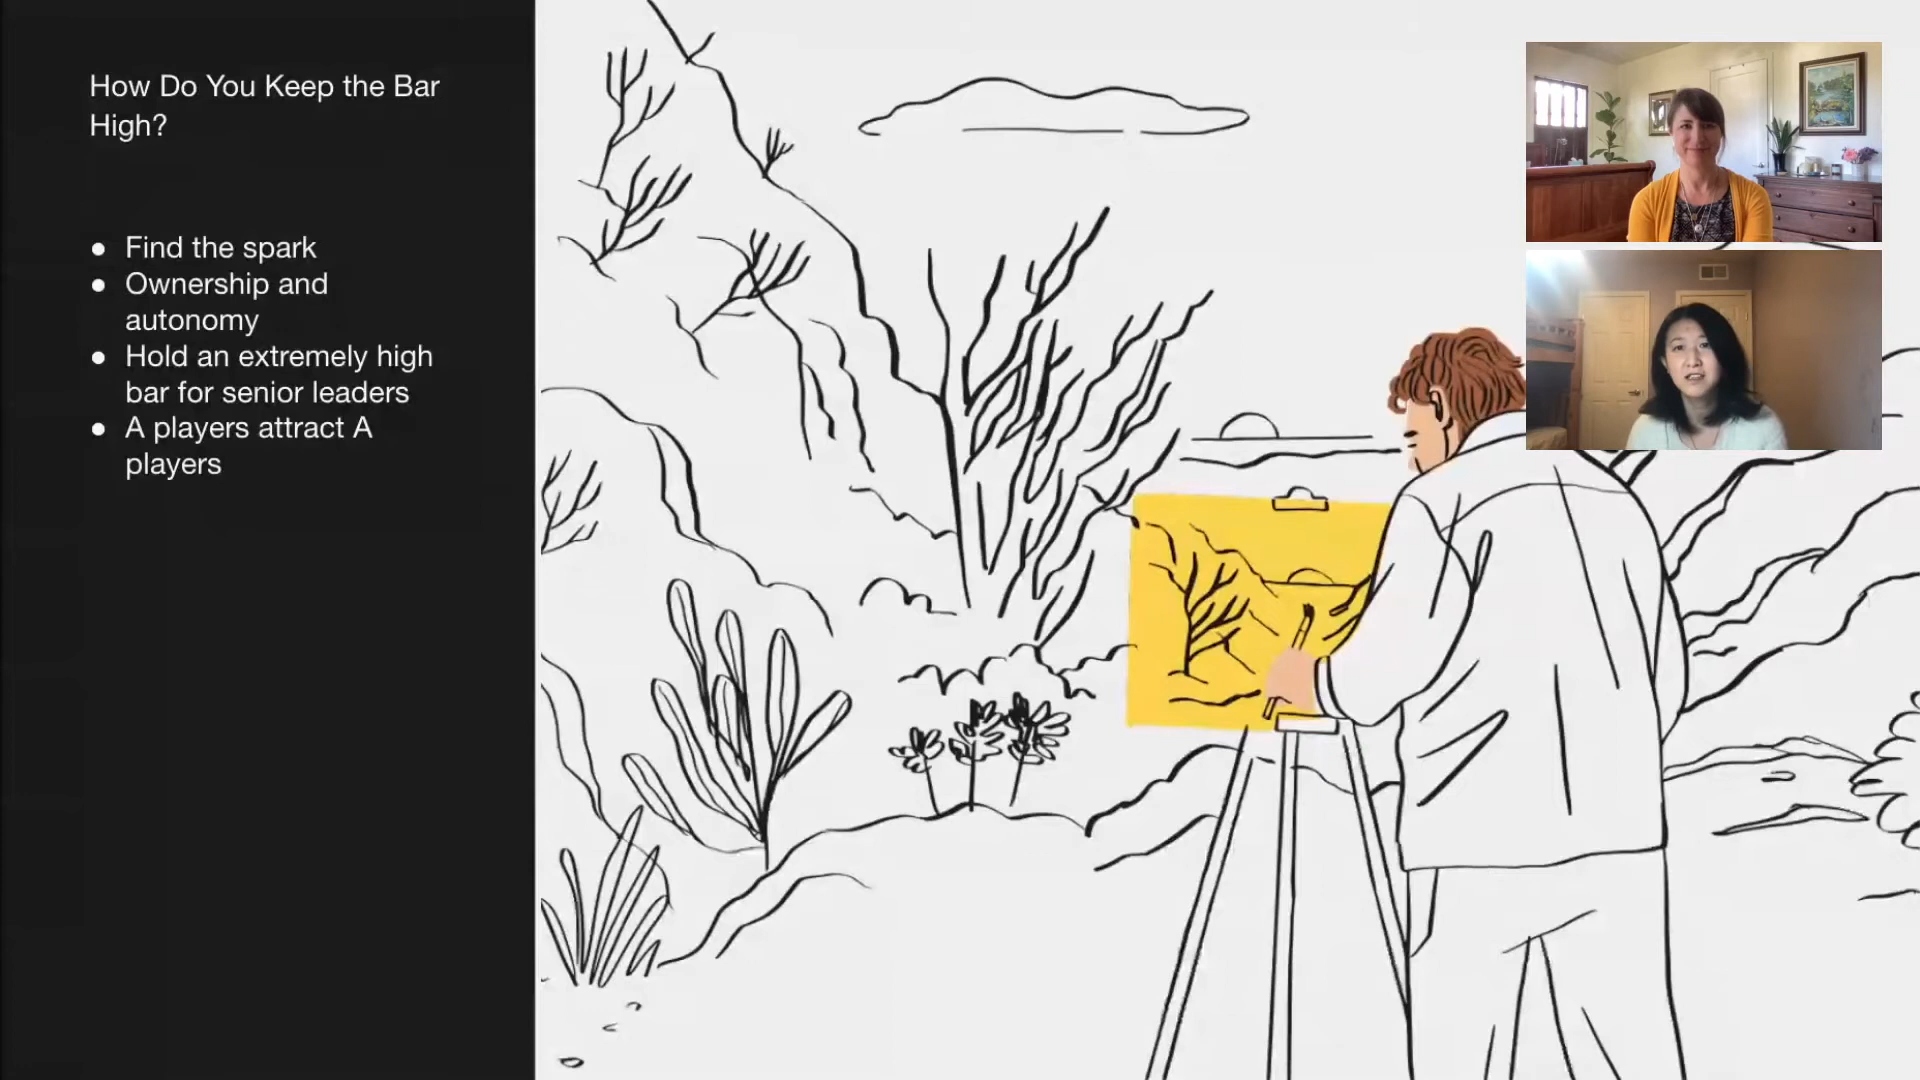 How Do You Keep the Bar
High?
● Find the spark
● Ownership and
autonomy
● Hold an extremely high
bar for senior leaders
● A players attract A
players